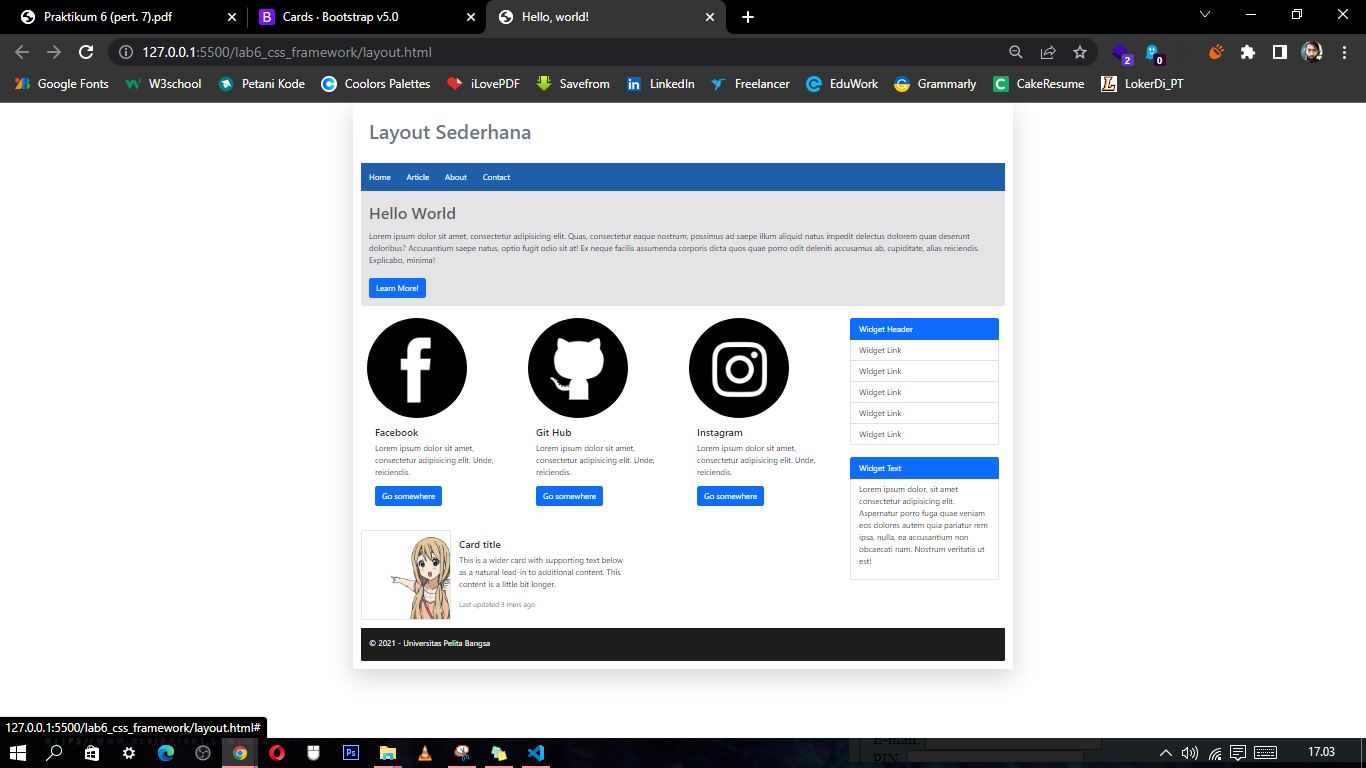 Praktikum 6 (pert. 7).pdf
Cards · Bootstrap v5.0
Hello, world!
127.0.0.1:5500/lab6_css_framework/layout.html
2
0
Google Fonts
W3school
Petani Kode
Coolors Palettes
iLovePDF
Savefrom
LinkedIn
Freelancer
EduWork
Grammarly
CakeResume
LokerDi_PT
Layout Sederhana
Home
Article
About
Contact
Hello World
Lorem ipsum dolor sit amet, consectetur adipisicing elit. Quas, consectetur eaque nostrum, possimus ad saepe illum aliquid natus impedit delectus dolorem quae deserunt
doloribus? Accusantium saepe natus, optio fugit odio sit at! Ex neque facilis assumenda corporis dicta quos quae porro odit deleniti accusamus ab, cupiditate, alias reiciendis.
Explicabo, minima!
Learn More!
Facebook
Lorem ipsum dolor sit amet,
consectetur adipisicing elit. Unde,
reiciendis.
Go somewhere
Git Hub
Lorem ipsum dolor sit amet,
consectetur adipisicing elit. Unde,
reiciendis.
Go somewhere
Instagram
Lorem ipsum dolor sit amet,
consectetur adipisicing elit. Unde,
reiciendis.
Go somewhere
Card title
This is a wider card with supporting text below
as a natural lead-in to additional content. This
content is a little bit longer.
Last updated 3 mins ago
Widget Header
Widget Link
Widget Link
Widget Link
Widget Link
Widget Link
Widget Text
Lorem ipsum dolor, sit amet
consectetur adipisicing elit.
Aspernatur porro fuga quae veniam
eos dolores autem quia pariatur rem
ipsa, nulla, ea accusantium non
obcaecati nam. Nostrum veritatis ut
est!
© 2021 - Universitas Pelita Bangsa
127.0.0.1:5500/lab6_css_framework/layout.html#
E-mail:
PIN:
Ps
17.03